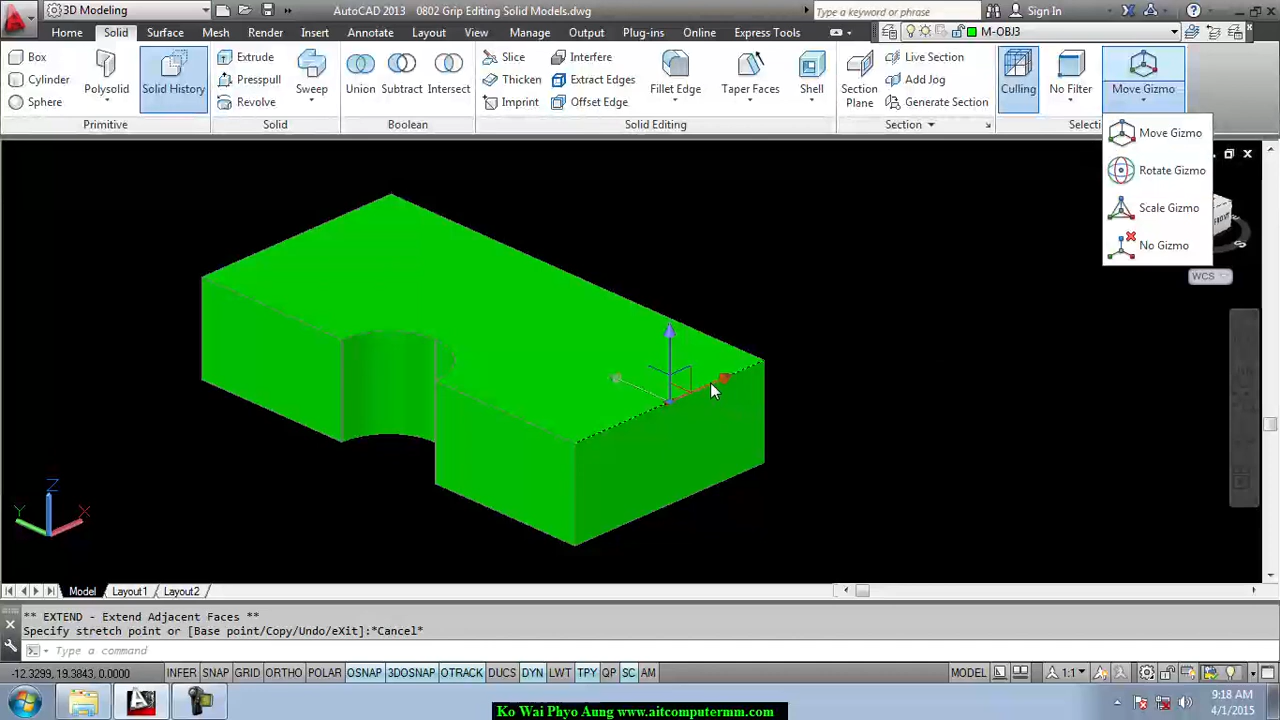 3D Modeling
AutoCAD 2013 0802 Grip Editing Solid Models.dwg
Type a keyword or phrase
Sign In
Home Solid Surface Render Insert Annotate Layout View Manage Output Plug-ins Online Express Tools
M-OBJ3
Box
Cylinder
Sphere
Polysolid
Solid History
Extrude
Presspull
Revolve
Sweep
Union
Subtract
Intersect
Slice
Thicken
Imprint
Interfere
Extract Edges
Offset Edge
Fillet Edge
Taper Faces
Shell
Section
Plane
Live Section
Add Jog
Generate Section
Culling
No Filter
Move Gizmo
Primitive
Solid
Boolean
Solid Editing
Section
Move Gizmo
Rotate Gizmo
Scale Gizmo
No Gizmo
FRONT
WCS
Z
Y
X
Model Layout1 Layout2
** EXTEND - Extend Adjacent Faces **
Specify stretch point or [Base point/Copy/Undo/eXit]:*Cancel*
Type a command
-12.3299, 19.3843, 0.0000
INFER SNAP GRID ORTHO POLAR OSNAP 3DOSNAP OTRACK DUCS DYN LWT TPY QP SC AM
MODEL
1:1
9:18 AM
4/1/2015
Ko Wai Phyo Aung www.aitcomputermm.com